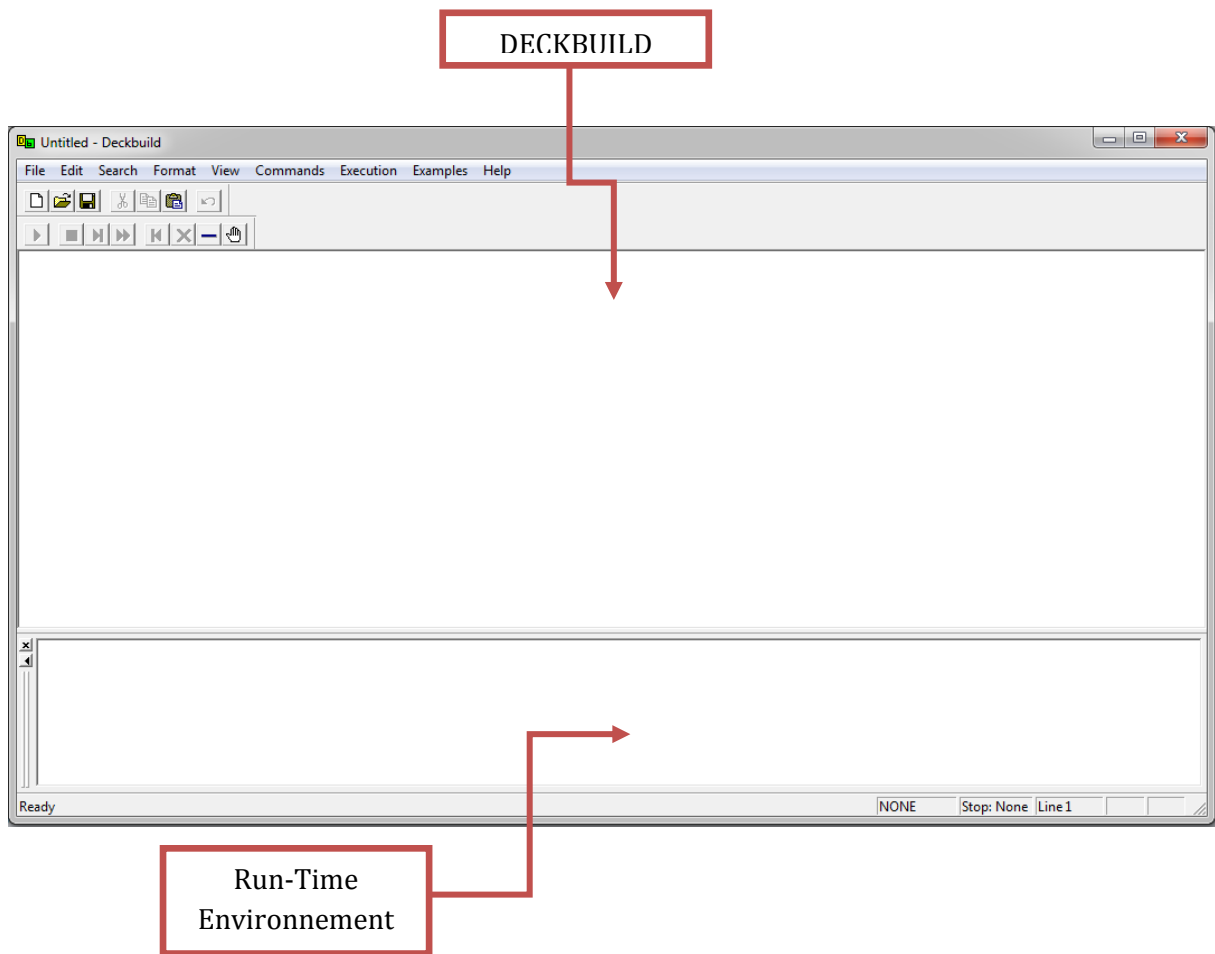 DECKBUILD
Untitled - Deckbuild
File Edit Search Format View Commands Execution Examples Help
Ready
NONE
Stop: None
Line 1
Run-Time
Environnement